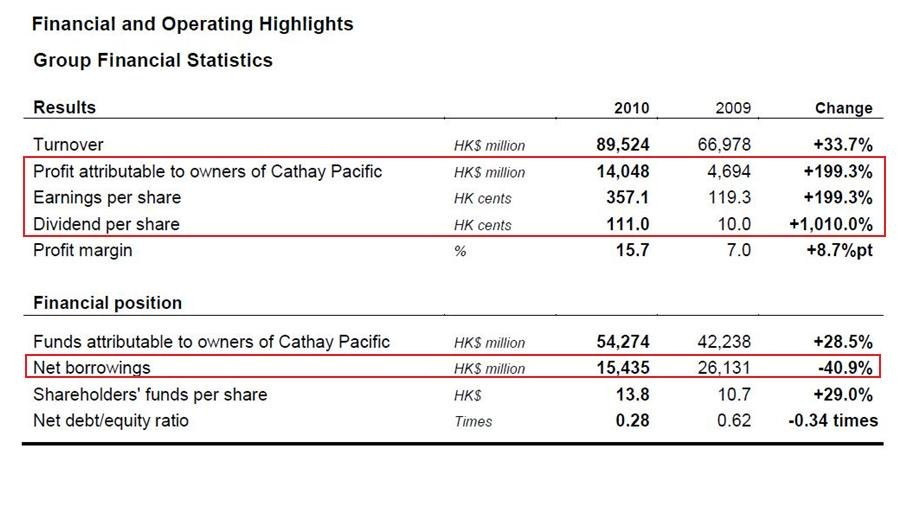 Financial and Operating Highlights
Group Financial Statistics
Results 2010 2009 Change
Turnover HK$ million 89,524 66,978 +33.7%
Profit attributable to owners of Cathay Pacific HK$ million 14,048 4,694 +199.3%
Earnings per share HK cents 357.1 119.3 +199.3%
Dividend per share HK cents 111.0 10.0 +1,010.0%
Profit margin % 15.7 7.0 +8.7%pt
Financial position
Funds attributable to owners of Cathay Pacific HK$ million 54,274 42,238 +28.5%
Net borrowings HK$ million 15,435 26,131 -40.9%
Shareholders' funds per share HK$ 13.8 10.7 +29.0%
Net debt/equity ratio Times 0.28 0.62 -0.34 times